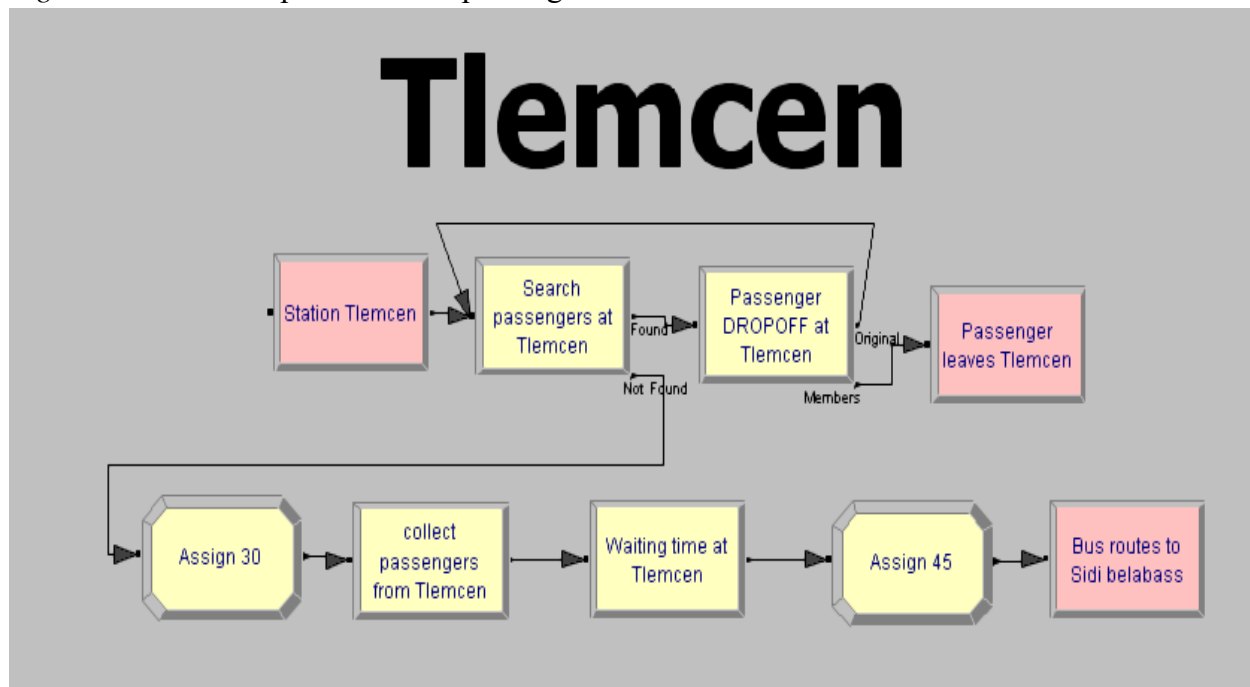 Tlemcen
Station Tlemcen
Search
passengers at
Tlemcen
Found
Not Found
Passenger
DROPOFF at
Tlemcen
Original
Members
Passenger
leaves Tlemcen
Assign 30
collect
passengers
from Tlemcen
Waiting time at
Tlemcen
Assign 45
Bus routes to
Sidi belabass